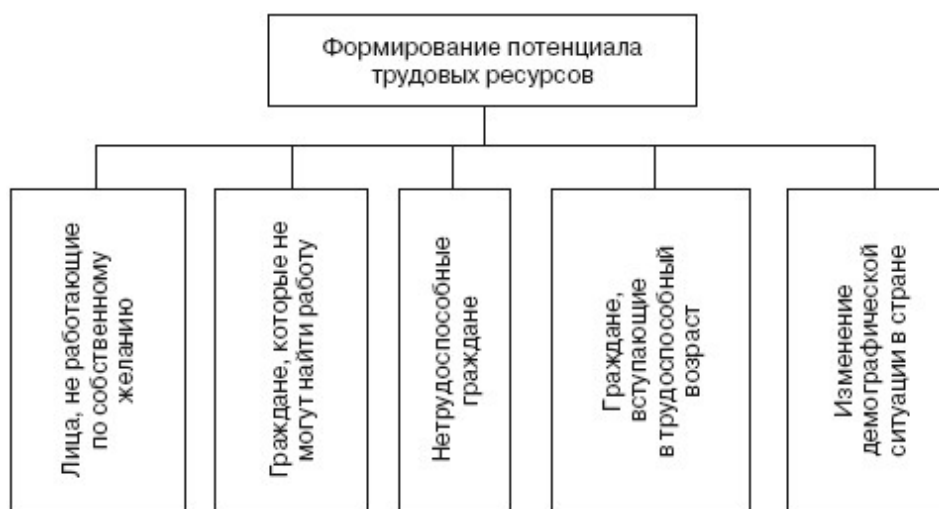 Формирование потенциала
трудовых ресурсов
Лица, не работающие
по собственному
желанию
Граждане, которые не
могут найти работу
Нетрудоспособные
граждане
Граждане,
вступающие
в трудоспособный
возраст
Изменение
демографической
ситуации в стране